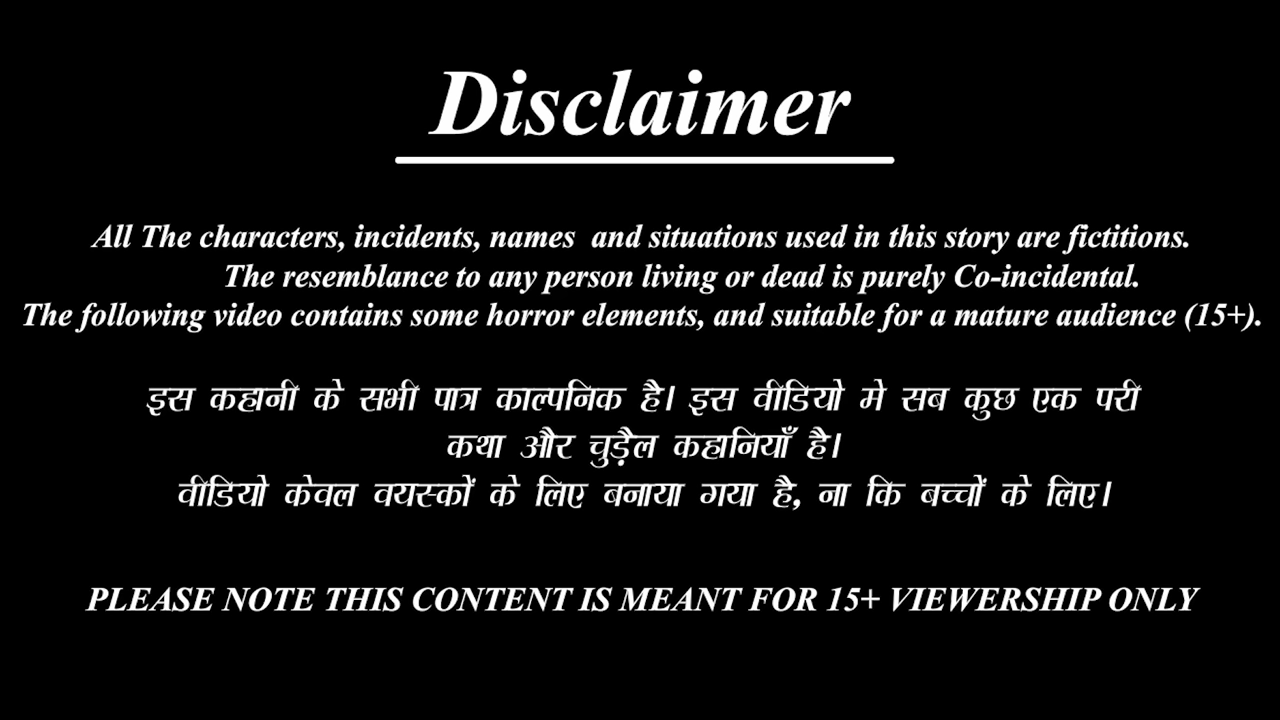 Disclaimer
All The characters, incidents, names and situations used in this story are fictitions.
The resemblance to any person living or dead is purely Co-incidental.
The following video contains some horror elements, and suitable for a mature audience (15+).
इस कहानी के सभी पात्र काल्पनिक है। इस वीडियो मे सब कुछ एक परी
कथा और चुड़ैल कहानियाँ है।
वीडियो केवल वयस्कों के लिए बनाया गया है, ना कि बच्चों के लिए।
PLEASE NOTE THIS CONTENT IS MEANT FOR 15+ VIEWERSHIP ONLY